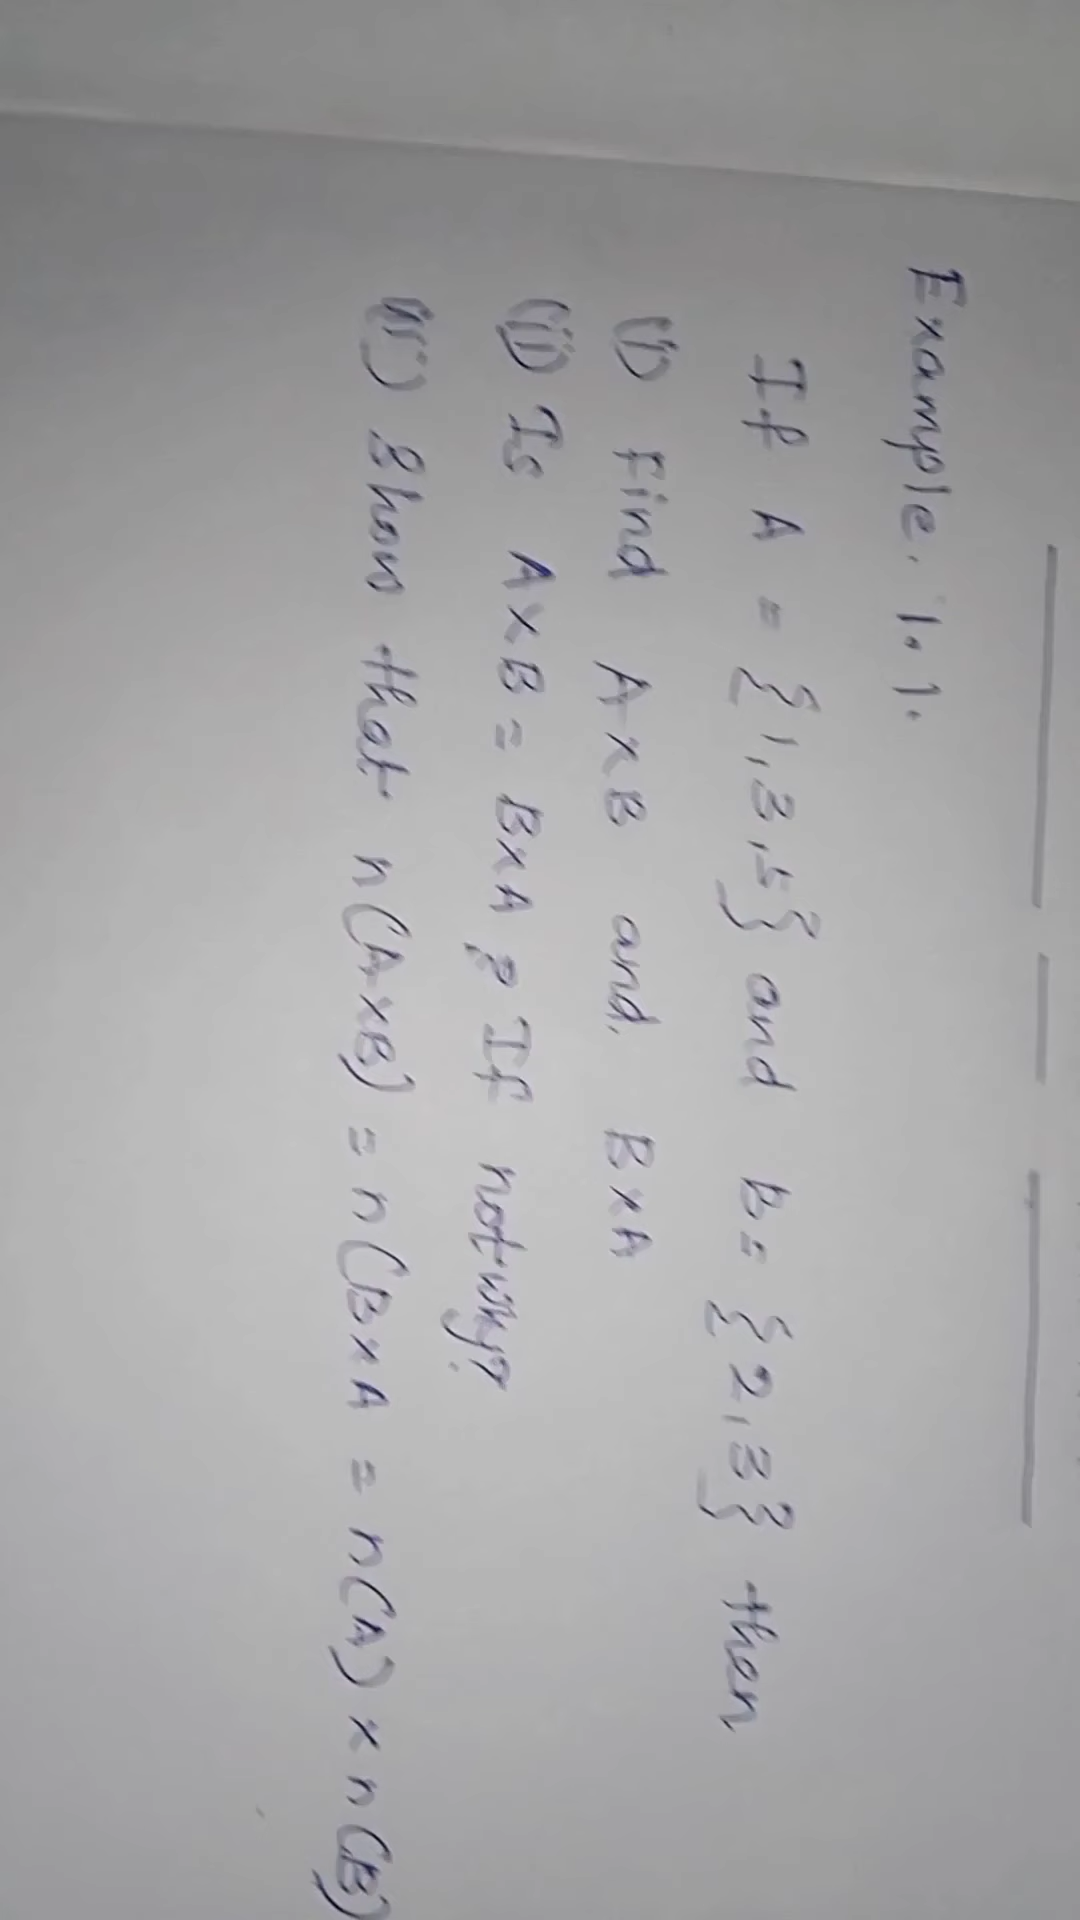 Example. 1.1.
If A = {1,3,5} and B = {2,3} then
(i) Find A×B and B×A
(ii) Is A×B = B×A ? If not why?
(iii) Show that n(A×B) = n(B×A = n(A) × n(B)